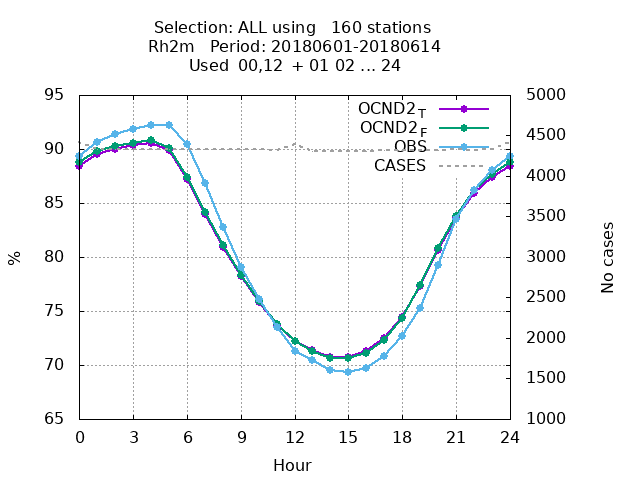 Selection: ALL using   160 stations
Rh2m   Period: 20180601-20180614
Used  00,12  + 01 02 ... 24
95 5000
OCND2 T
OCND2 F
OBS
CASES
90 4500
85 4000
80 3500
75 3000
70 2500
65 2000
1500
1000
%
No cases
0 3 6 9 12 15 18 21 24
Hour